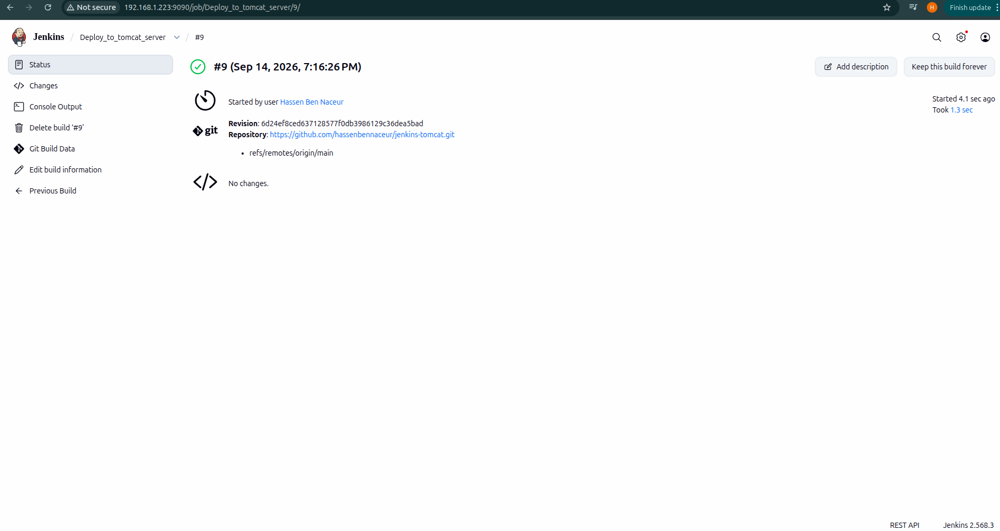 Not secure 192.168.1.223:9090/job/Deploy_to_tomcat_server/9/ H Finish update
Jenkins / Deploy_to_tomcat_server / #9
Status
Changes
Console Output
Delete build ‘#9’
Git Build Data
Edit build information
Previous Build
#9 (Sep 14, 2026, 7:16:26 PM)
Add description
Keep this build forever
Started by user Hassen Ben Naceur
Started 4.1 sec ago
Took 1.3 sec
git
Revision: 6d24ef8ced637128577f0db3986129c36dea5bad
Repository: https://github.com/hassenbennaceur/jenkins-tomcat.git
• refs/remotes/origin/main
No changes.
REST API
Jenkins 2.568.3